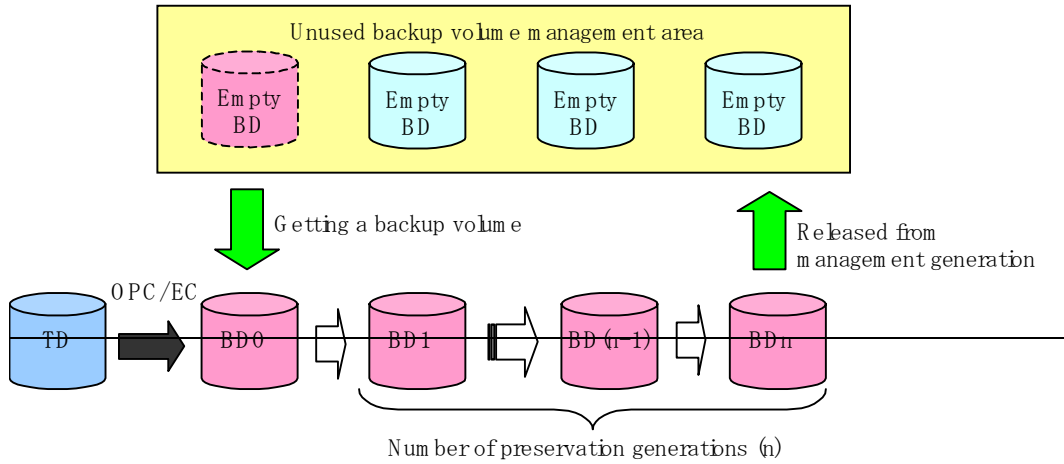 Unused backup volume management area
Empty
BD
Empty
BD
Empty
BD
Empty
BD
Getting a backup volume
Released from
management generation
OPC/EC
TD
BD0
BD1
BD(n-1)
BDn
Number of preservation generations (n)